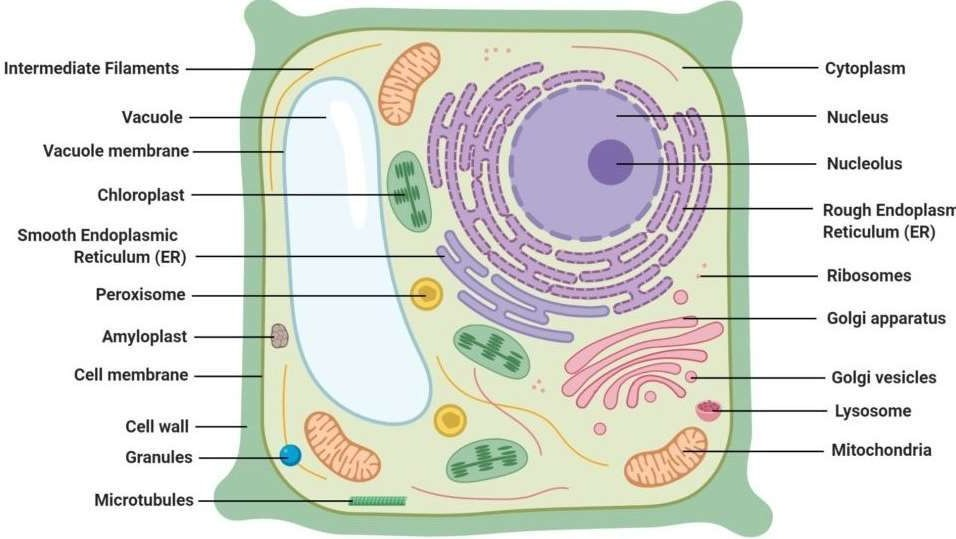 Intermediate Filaments
Vacuole
Vacuole membrane
Chloroplast
Smooth Endoplasmic
Reticulum (ER)
Peroxisome
Amyloplast
Cell membrane
Cell wall
Granules
Microtubules
Cytoplasm
Nucleus
Nucleolus
Rough Endoplasm
Reticulum (ER)
Ribosomes
Golgi apparatus
Golgi vesicles
Lysosome
Mitochondria